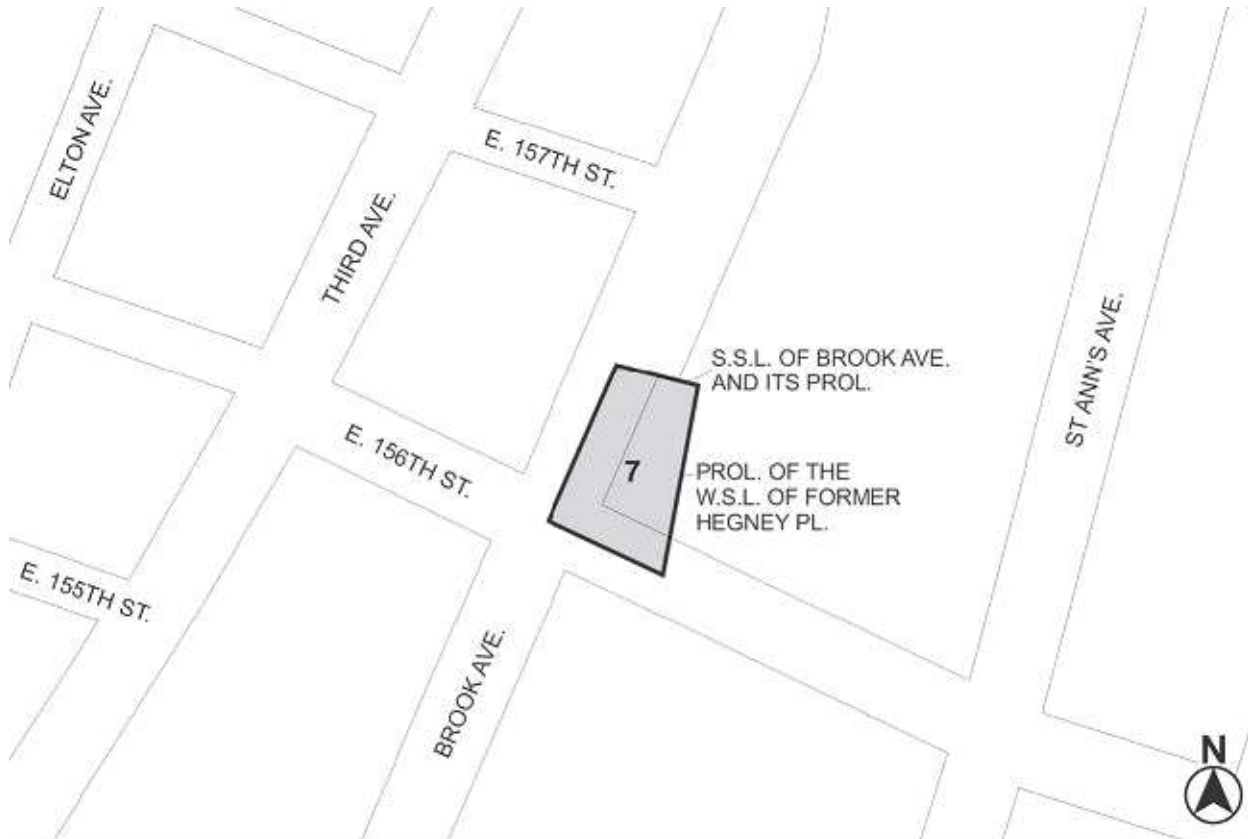 ELTON AVE.
E. 157TH ST.
THIRD AVE.
S.S.L. OF BROOK AVE.
AND ITS PROL.
ST ANN'S AVE.
E. 156TH ST.
7
PROL. OF THE
W.S.L. OF FORMER
HEGNEY PL.
E. 155TH ST.
BROOK AVE.
N